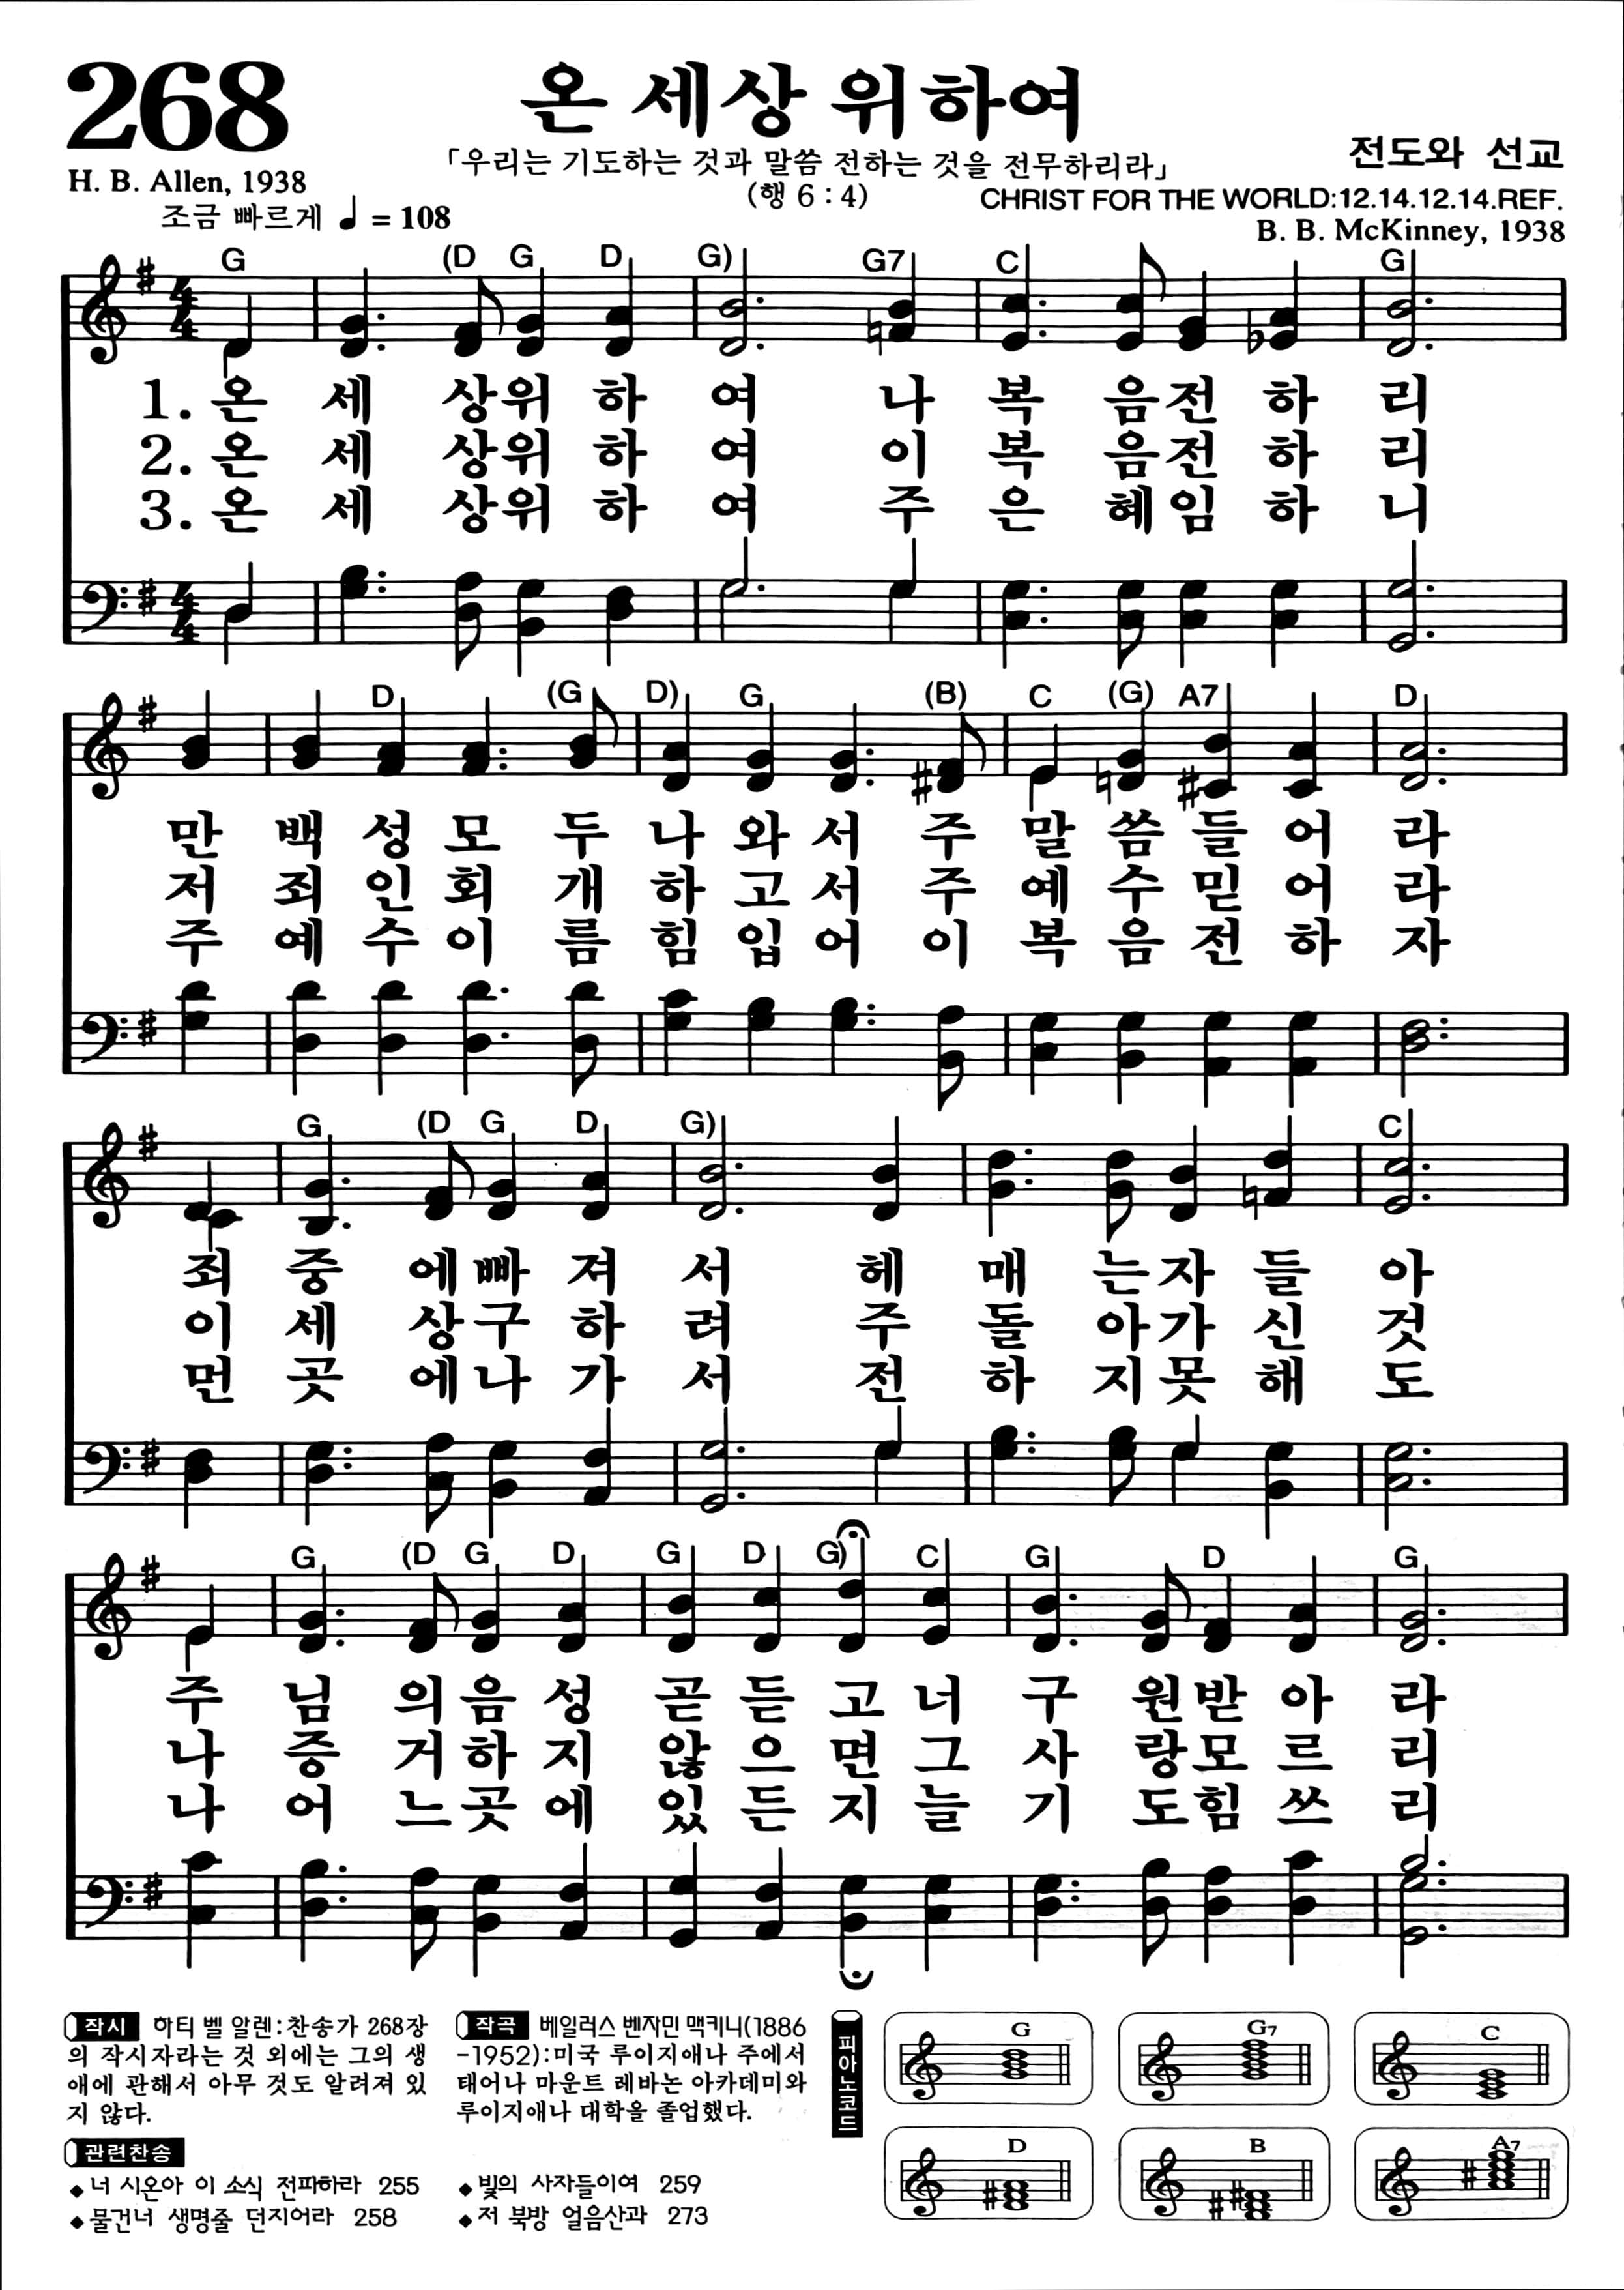 268
온 세상 위하여
「우리는 기도하는 것과 말씀 전하는 것을 전무하리라」
(행 6 : 4)
전도와 선교
H. B. Allen, 1938
CHRIST FOR THE WORLD:12.14.12.14.REF.
조금 빠르게 ♩ = 108
B. B. McKinney, 1938
G (D G D G) G7 C G
1. 온 세 상위 하 여 나 복 음전 하 리
2. 온 세 상위 하 여 이 복 음전 하 리
3. 온 세 상위 하 여 주 은 혜임 하 니
D (G D) G (B) C (G) A7 D
만 백 성 모 두 나 와 서 주 말 씀 들 어 라
저 죄 인 회 개 하 고 서 주 예 수 믿 어 라
주 예 수 이 름 힘 입 어 이 복 음 전 하 자
G (D G D G) C
죄 중 에빠 져 서 헤 매 는자 들 아
이 세 상구 하 려 주 돌 아가 신 것
먼 곳 에나 가 서 전 하 지못 해 도
G (D G D G D G) C G D G
주 님 의음 성 곧 듣 고 너 구 원받 아 라
나 증 거하 지 않 으 면 그 사 랑모 르 리
나 어 느곳 에 있 든 지 늘 기 도힘 쓰 리
작시 하티 벨 알렌:찬송가 268장
의 작시자라는 것 외에는 그의 생
애에 관해서 아무 것도 알려져 있
지 않다.
작곡 베일러스 벤자민 맥키니(1886
-1952):미국 루이지애나 주에서
태어나 마운트 레바논 아카데미와
루이지애나 대학을 졸업했다.
관련찬송
◆너 시온아 이 소식 전파하라 255
◆물건너 생명줄 던지어라 258
◆빛의 사자들이여 259
◆저 북방 얼음산과 273
피아노코드
G G7 C
D B A7